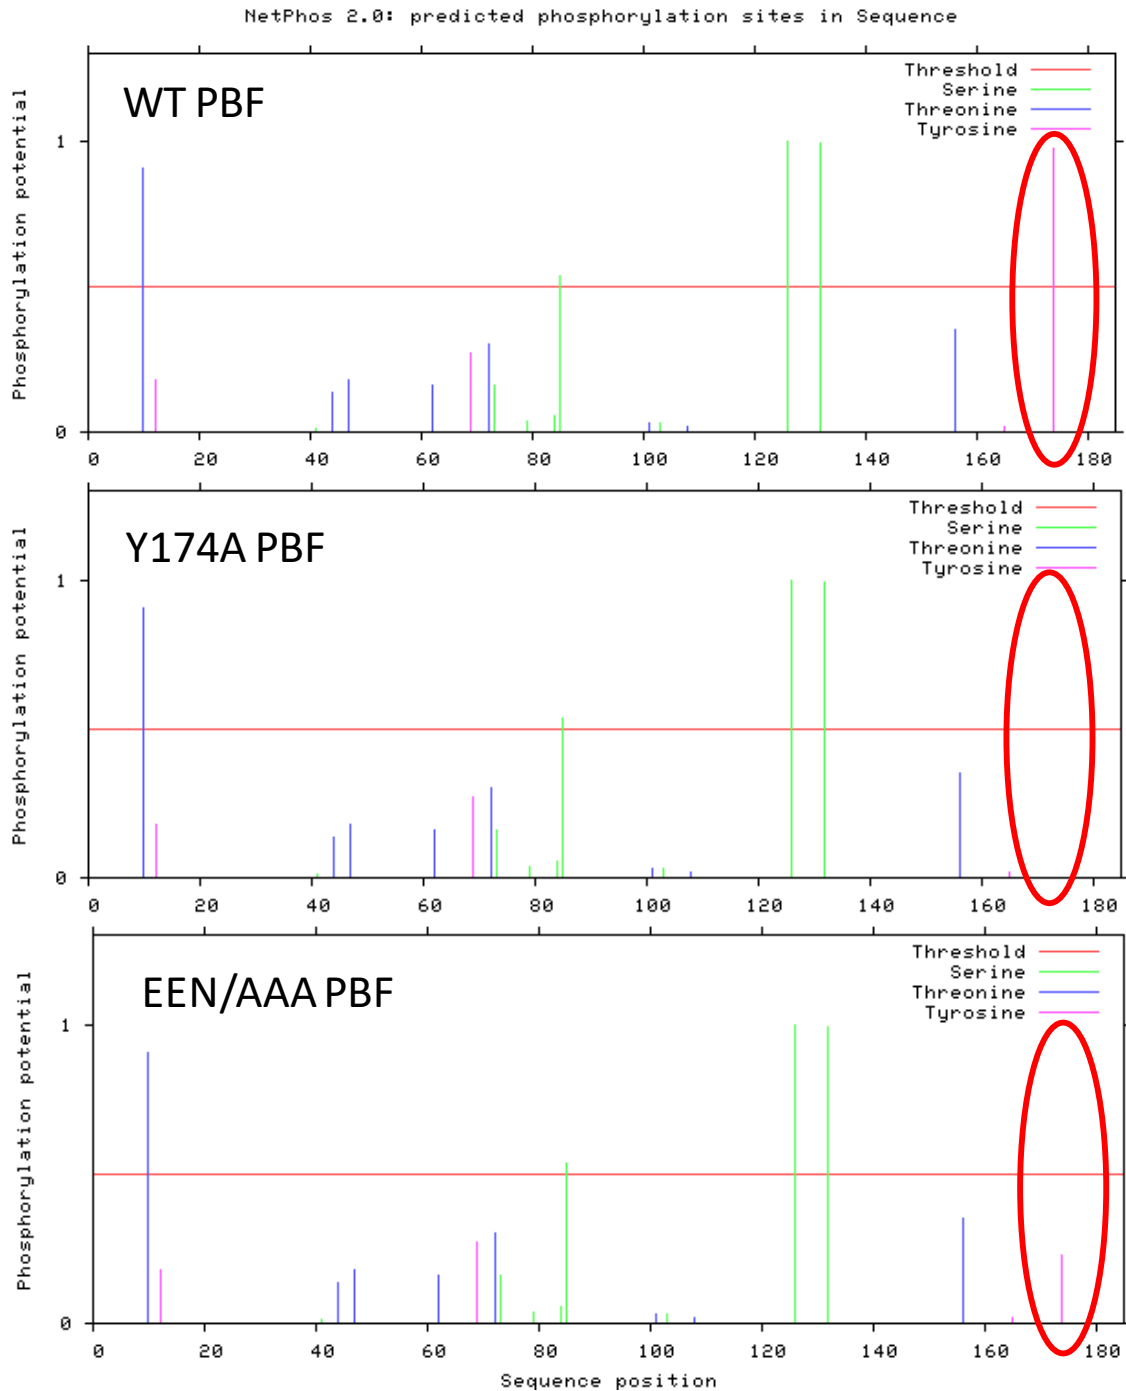 NetPhos 2.0: predicted phosphorylation sites in Sequence
WT PBF
Threshold
Serine
Threonine
Tyrosine
Phosphorylation potential
1
0
0 20 40 60 80 100 120 140 160 180
Y174A PBF
Threshold
Serine
Threonine
Tyrosine
Phosphorylation potential
1
0
0 20 40 60 80 100 120 140 160 180
EEN/AAA PBF
Threshold
Serine
Threonine
Tyrosine
Phosphorylation potential
1
0
0 20 40 60 80 100 120 140 160 180
Sequence position